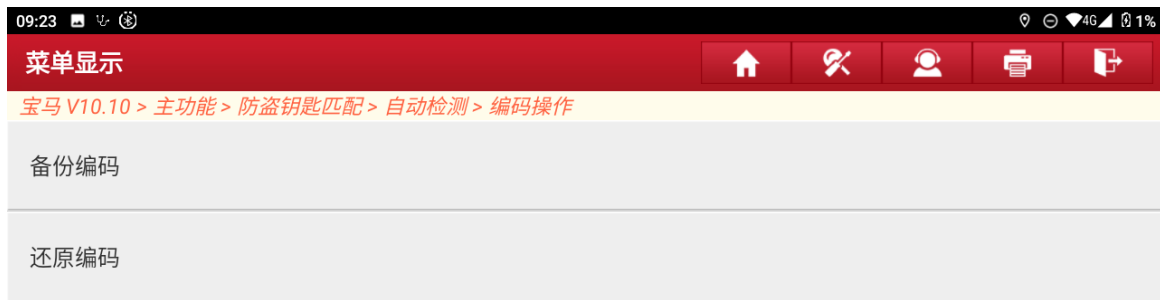 09:23 4G 1%
菜单显示
宝马 V10.10 > 主功能 > 防盗钥匙匹配 > 自动检测 > 编码操作
备份编码
还原编码